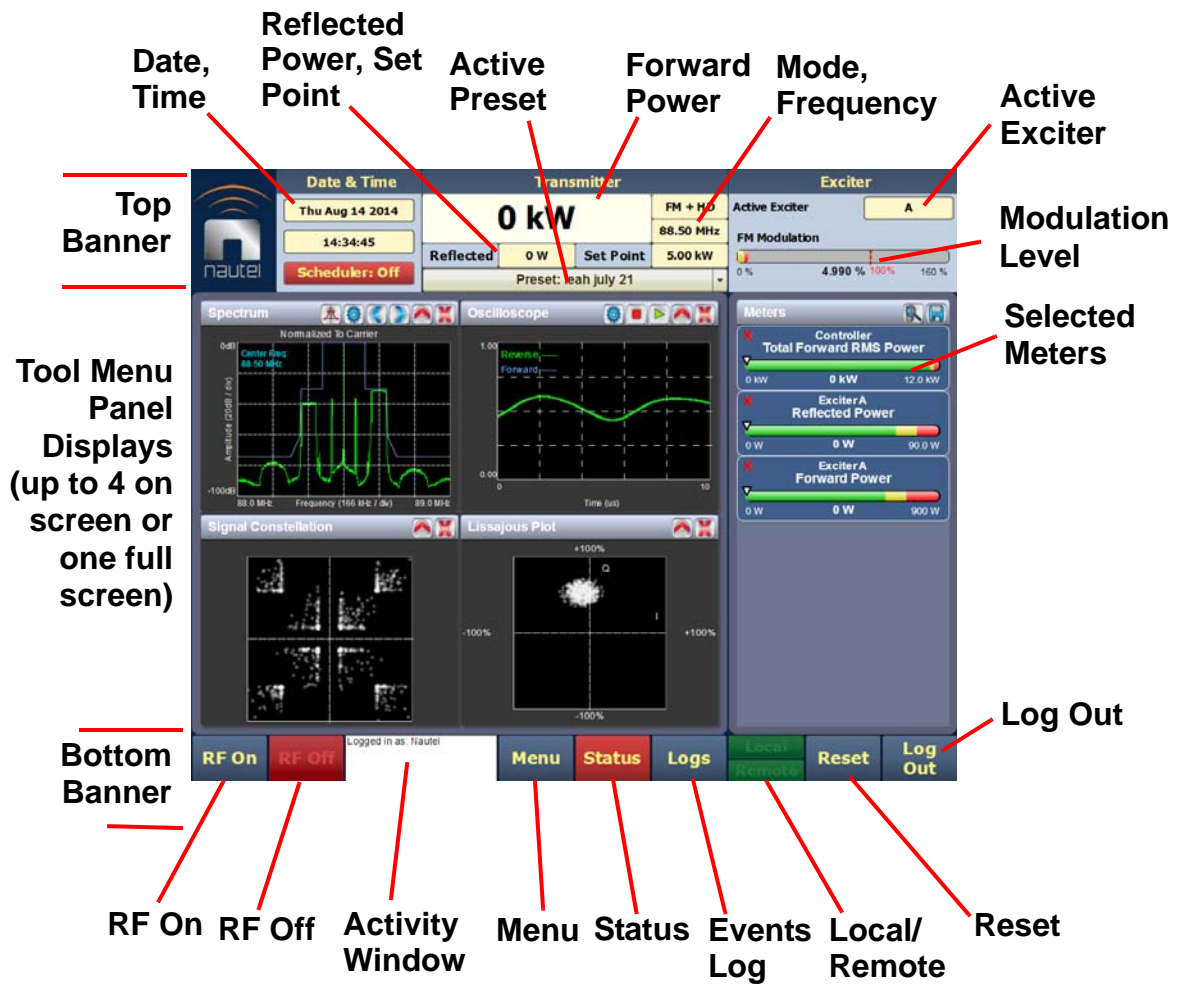 Reflected
Power, Set
Point
Date,
Time
Active
Preset
Forward
Power
Mode,
Frequency
Active
Exciter
Top
Banner
Modulation
Level
Selected
Meters
Tool Menu
Panel
Displays
(up to 4 on
screen or
one full
screen)
Log Out
Bottom
Banner
nautel
Date & Time
Thu Aug 14 2014
14:34:45
Scheduler: Off
Transmitter
0 kW
FM + HD
88.50 MHz
Reflected 0 W Set Point 5.00 kW
Preset: leah july 21
Exciter
Active Exciter A
FM Modulation
0 % 4.990 % 100% 160 %
Spectrum
Normalized To Carrier
0dB
Center Freq:
88.50 MHz
Amplitude (20dB / div)
-100dB
88.0 MHz Frequency (166 kHz / div) 89.0 MHz
Oscilloscope
1.00
Reverse
Forward
0.00
0 10
Time (us)
Signal Constellation
Lissajous Plot
+100%
Q
I
-100% +100%
-100%
Meters
Controller
Total Forward RMS Power
0 kW 0 kW 12.0 kW
Exciter A
Reflected Power
0 W 0 W 90.0 W
Exciter A
Forward Power
0 W 0 W 900 W
RF On RF Off
Logged in as: Nautel
Menu Status Logs
Local
Remote
Reset
Log
Out
RF On RF Off
Activity
Window
Menu Status
Events
Log
Local/
Remote
Reset